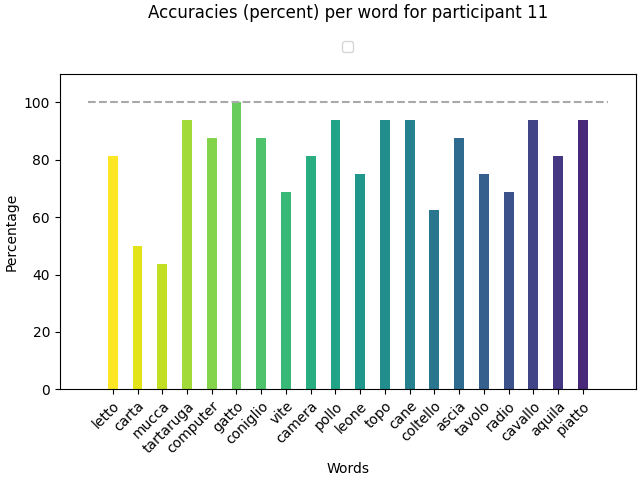 Accuracies (percent) per word for participant 11
Percentage
100
80
60
40
20
0
letto
carta
mucca
tartaruga
computer
gatto
coniglio
vite
camera
pollo
leone
topo
cane
coltello
ascia
tavolo
radio
cavallo
aquila
piatto
Words